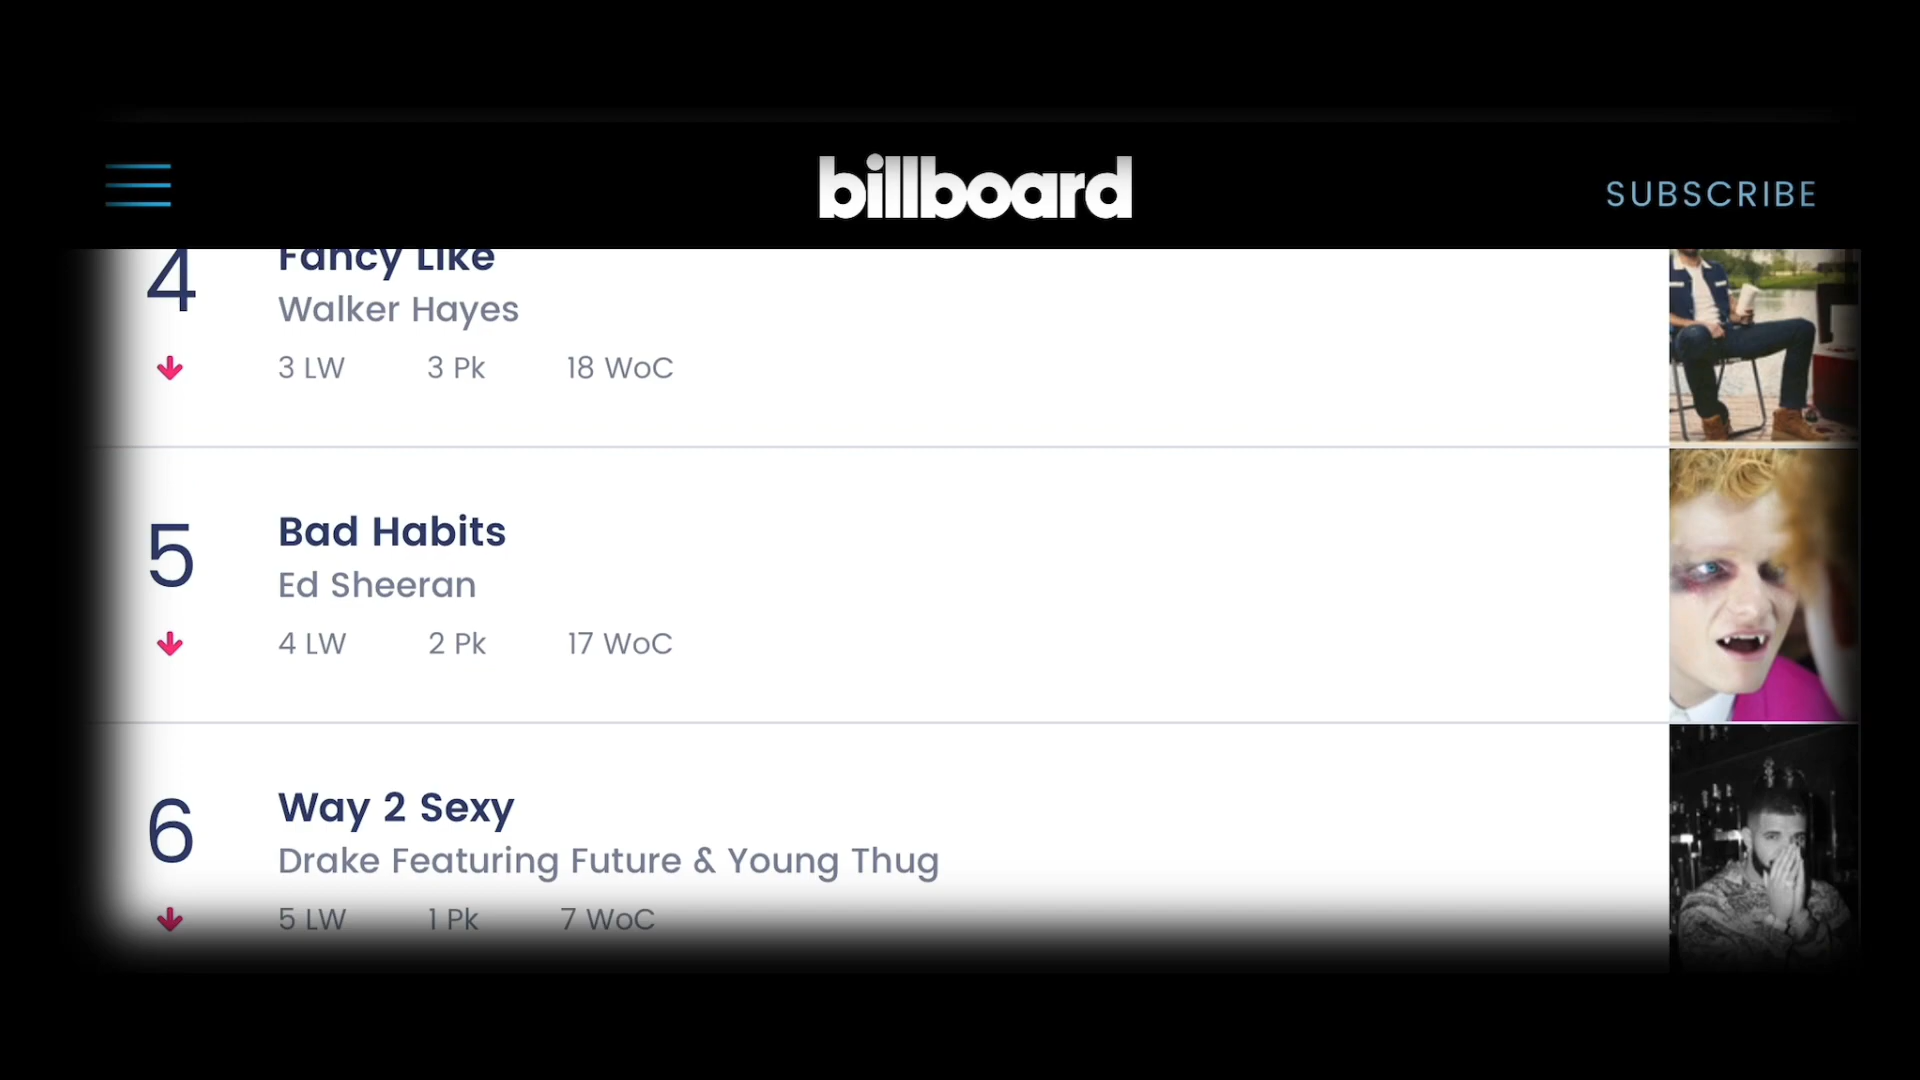 billboard
SUBSCRIBE
4
Fancy Like
Walker Hayes
3 LW 3 Pk 18 WoC
5
Bad Habits
Ed Sheeran
4 LW 2 Pk 17 WoC
6
Way 2 Sexy
Drake Featuring Future & Young Thug
5 LW 1 Pk 7 WoC